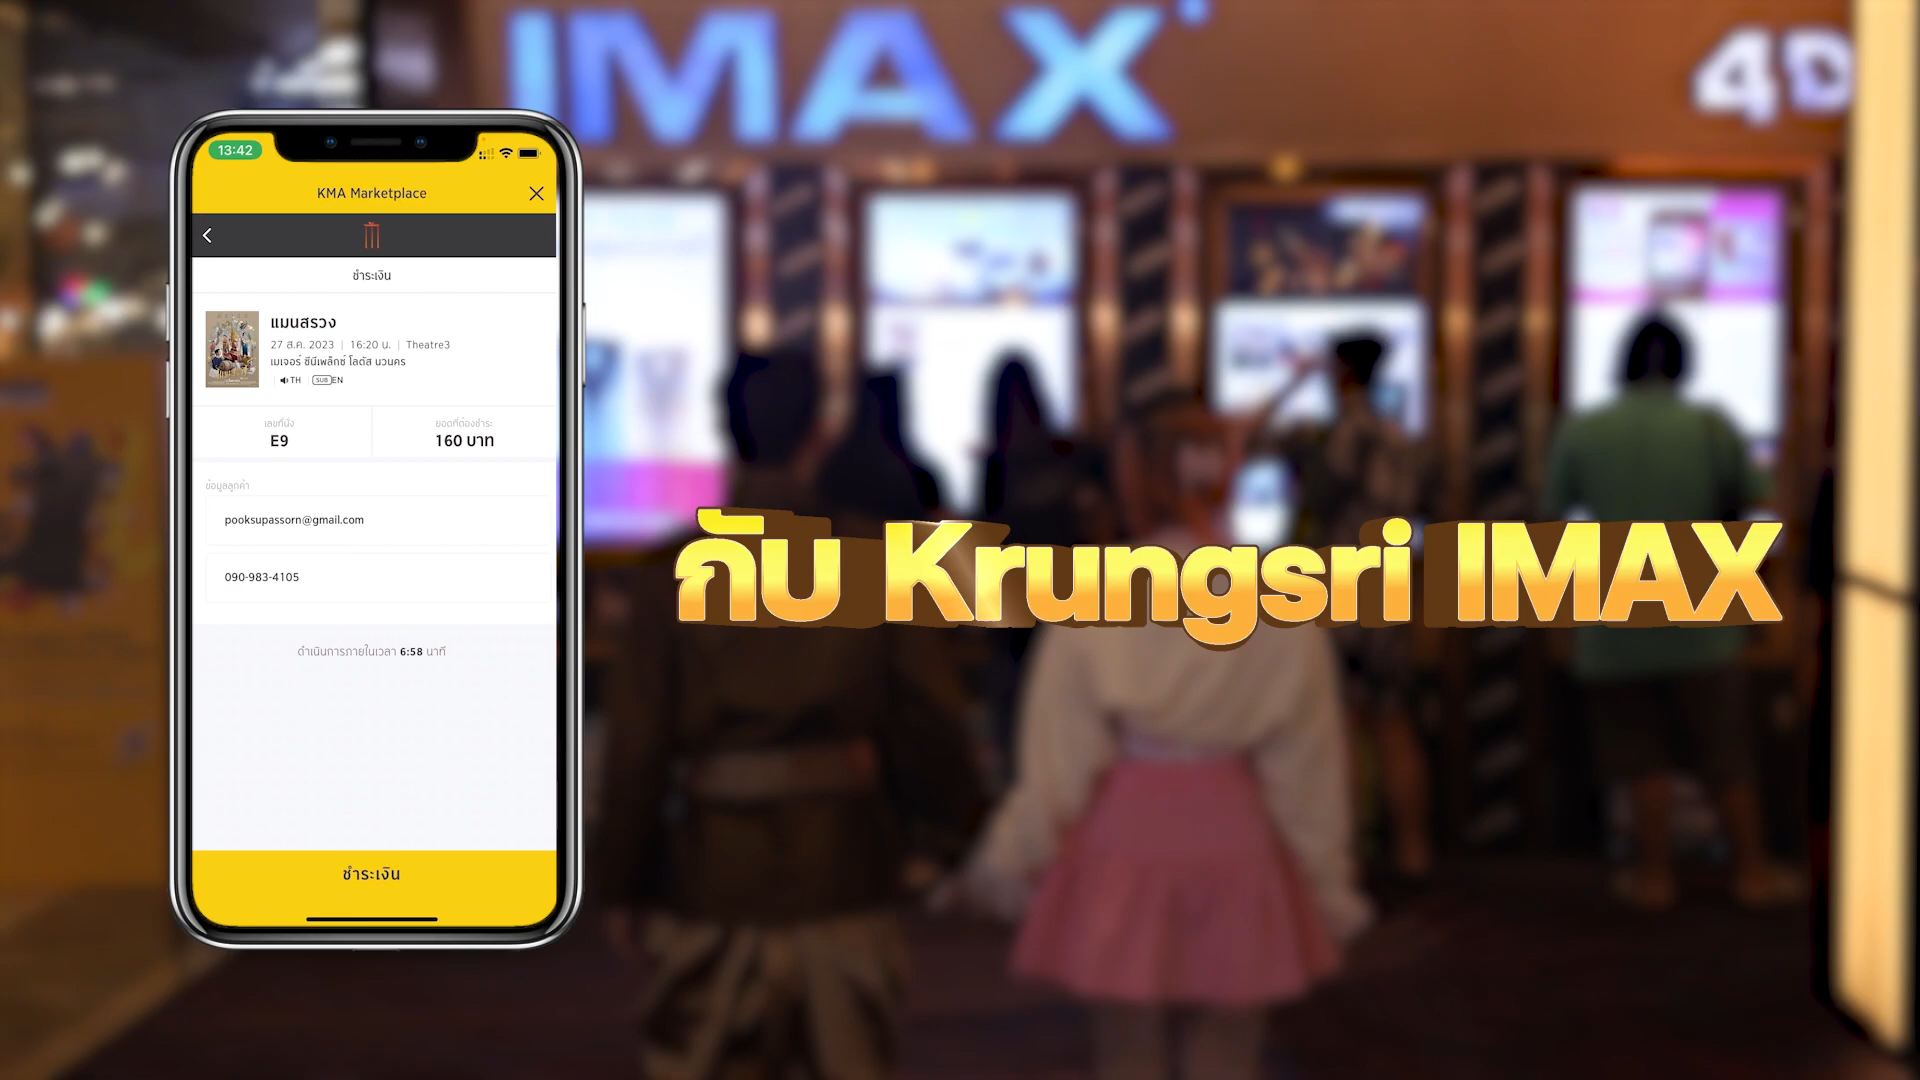 IMAX
4D
13:42
KMA Marketplace
ชำระเงิน
แมนสรวง
27 ส.ค. 2023 | 16:20 น. | Theatre3
เมเจอร์ ซีนีเพล็กซ์ โลตัส นวนคร
TH SUB EN
เลขที่นั่ง
E9
ยอดที่ต้องชำระ
160 บาท
ข้อมูลลูกค้า
pooksupassorn@gmail.com
090-983-4105
ดำเนินการภายในเวลา 6:58 นาที
ชำระเงิน
กับ Krungsri IMAX